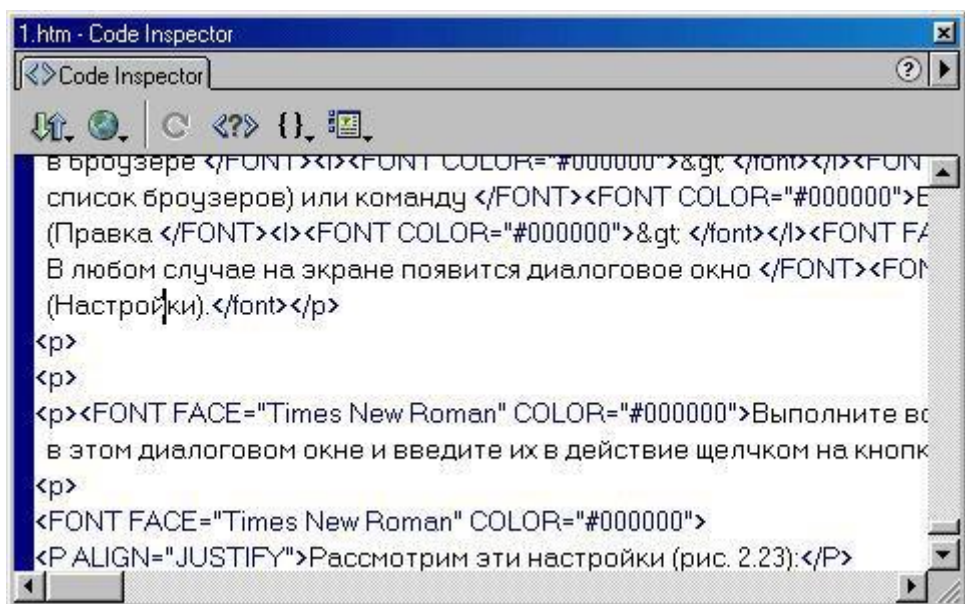 1.htm - Code Inspector
<>Code Inspector
в броузере </FONT><I><FONT COLOR="#000000">&gt; </font></I><FON
список броузеров) или команду </FONT><FONT COLOR="#000000">E
(Правка </FONT><I><FONT COLOR="#000000">&gt; </font></I><FONT FA
В любом случае на экране появится диалоговое окно </FONT><FON
(Настройки).</font></p>
<p>
<p>
<p><FONT FACE="Times New Roman" COLOR="#000000">Выполните вс
в этом диалоговом окне и введите их в действие щелчком на кнопк
<p>
<FONT FACE="Times New Roman" COLOR="#000000">
<P ALIGN="JUSTIFY">Рассмотрим эти настройки (рис. 2.23):</P>